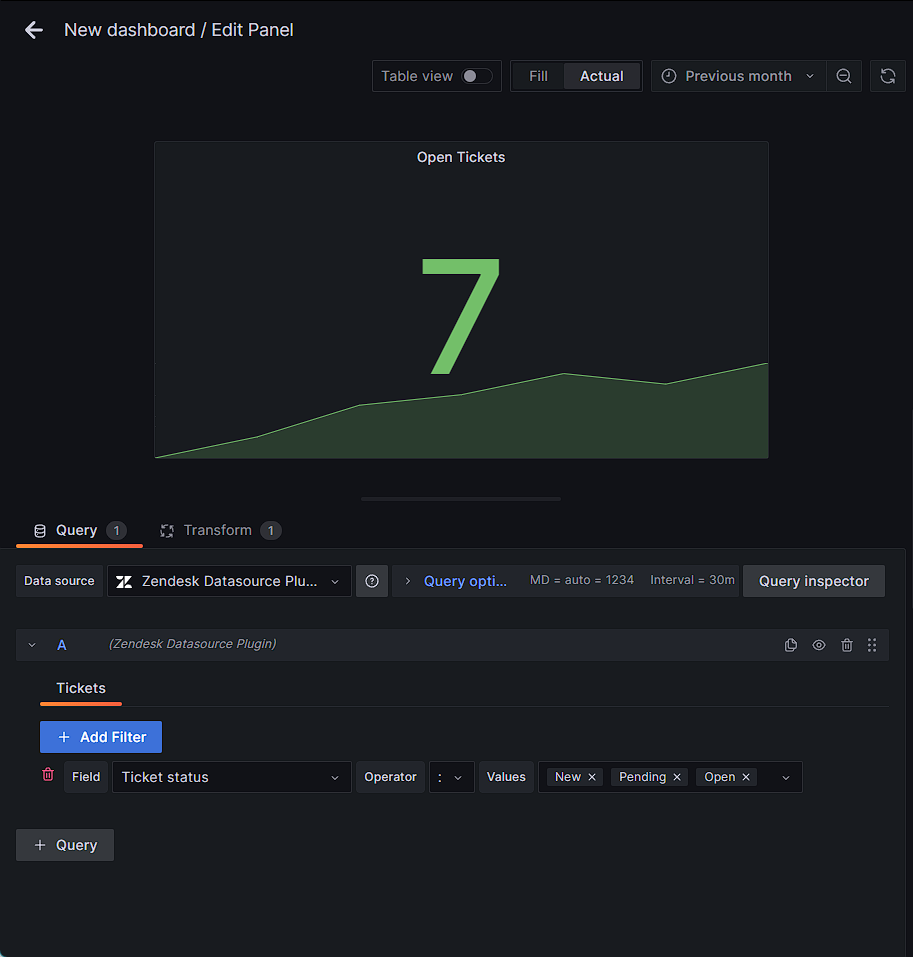 New dashboard / Edit Panel
Table view Fill Actual Previous month
Open Tickets
7
Query 1 Transform 1
Data source Zendesk Datasource Plu... Query opti... MD = auto = 1234 Interval = 30m Query inspector
A (Zendesk Datasource Plugin)
Tickets
+ Add Filter
Field Ticket status Operator : Values New × Pending × Open ×
+ Query